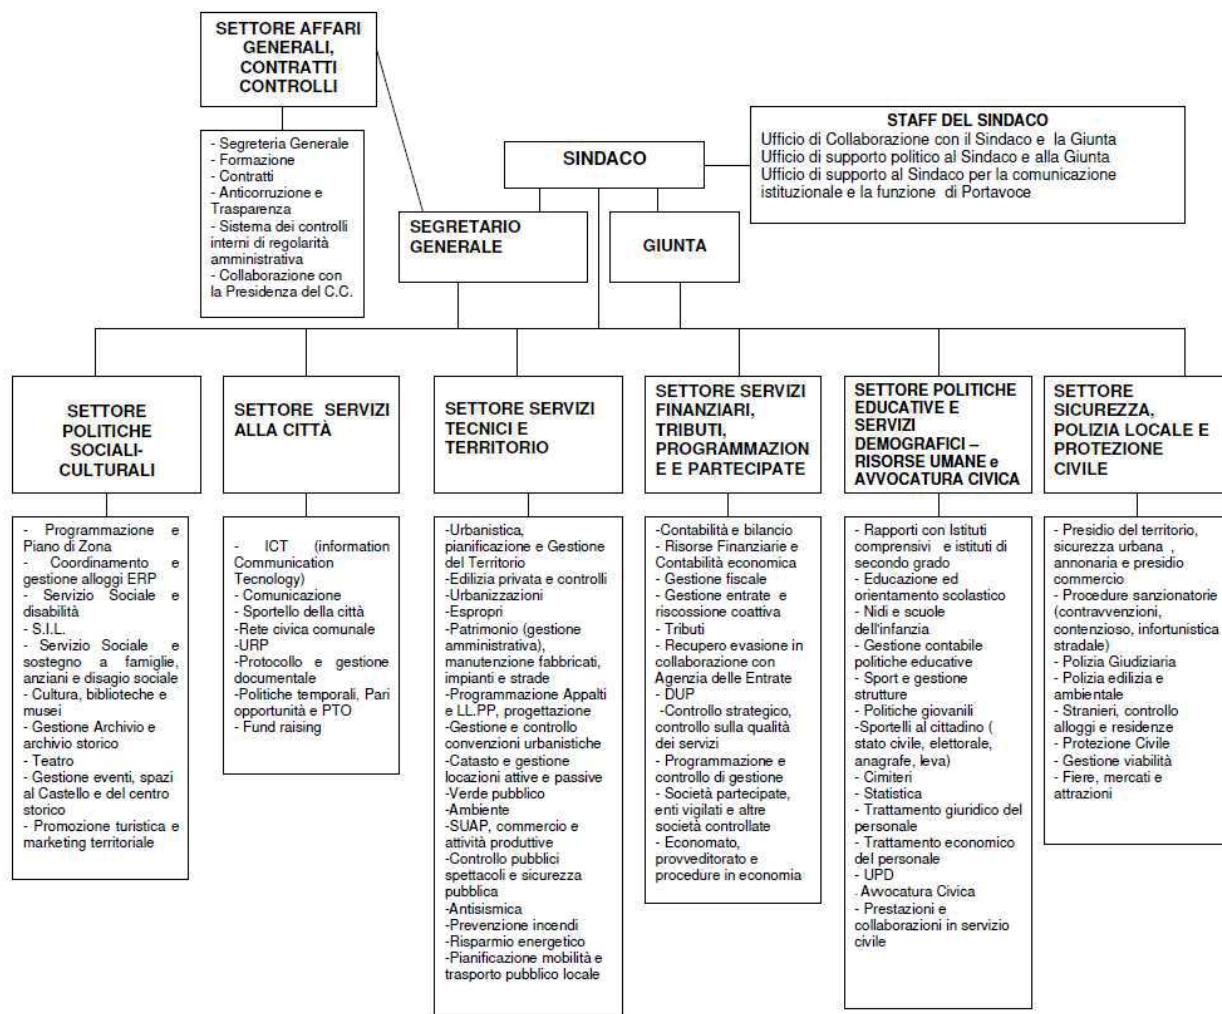 SETTORE AFFARI
GENERALI,
CONTRATTI
CONTROLLI
- Segreteria Generale
- Formazione
- Contratti
- Anticorruzione e
Trasparenza
- Sistema dei controlli
interni di regolarità
amministrativa
- Collaborazione con
la Presidenza del C.C.
SINDACO
STAFF DEL SINDACO
Ufficio di Collaborazione con il Sindaco e la Giunta
Ufficio di supporto politico al Sindaco e alla Giunta
Ufficio di supporto al Sindaco per la comunicazione
istituzionale e la funzione di Portavoce
SEGRETARIO
GENERALE
GIUNTA
SETTORE
POLITICHE
SOCIALI-
CULTURALI
- Programmazione e
Piano di Zona
- Coordinamento e
gestione alloggi ERP
- Servizio Sociale e
disabilità
- S.I.L.
- Servizio Sociale e
sostegno a famiglie,
anziani e disagio sociale
- Cultura, biblioteche e
musei
- Gestione Archivio e
archivio storico
- Teatro
- Gestione eventi, spazi
al Castello e del centro
storico
- Promozione turistica e
marketing territoriale
SETTORE SERVIZI
ALLA CITTÀ
- ICT (information
Communication
Tecnology)
- Comunicazione
- Sportello della città
-Rete civica comunale
-URP
-Protocollo e gestione
documentale
-Politiche temporali, Pari
opportunità e PTO
- Fund raising
SETTORE SERVIZI
TECNICI E
TERRITORIO
-Urbanistica,
pianificazione e Gestione
del Territorio
-Edilizia privata e controlli
-Urbanizzazioni
-Espropri
-Patrimonio (gestione
amministrativa),
manutenzione fabbricati,
impianti e strade
-Programmazione Appalti
e LL.PP, progettazione
-Gestione e controllo
convenzioni urbanistiche
-Catasto e gestione
locazioni attive e passive
-Verde pubblico
-Ambiente
-SUAP, commercio e
attività produttive
-Controllo pubblici
spettacoli e sicurezza
pubblica
-Antisismica
-Prevenzione incendi
-Risparmio energetico
-Pianificazione mobilità e
trasporto pubblico locale
SETTORE SERVIZI
FINANZIARI,
TRIBUTI,
PROGRAMMAZION
E E PARTECIPATE
-Contabilità e bilancio
- Risorse Finanziarie e
Contabilità economica
- Gestione fiscale
- Gestione entrate e
riscossione coattiva
- Tributi
- Recupero evasione in
collaborazione con
Agenzia delle Entrate
- DUP
-Controllo strategico,
controllo sulla qualità
dei servizi
- Programmazione e
controllo di gestione
- Società partecipate,
enti vigilati e altre
società controllate
- Economato,
provveditorato e
procedure in economia
SETTORE POLITICHE
EDUCATIVE E
SERVIZI
DEMOGRAFICI –
RISORSE UMANE e
AVVOCATURA CIVICA
- Rapporti con Istituti
comprensivi e istituti di
secondo grado
- Educazione ed
orientamento scolastico
- Nidi e scuole
dell'infanzia
- Gestione contabile
politiche educative
- Sport e gestione
strutture
- Politiche giovanili
-Sportelli al cittadino (
stato civile, elettorale,
anagrafe, leva)
- Cimiteri
- Statistica
- Trattamento giuridico del
personale
- Trattamento economico
del personale
- UPD
- Avvocatura Civica
- Prestazioni e
collaborazioni in servizio
civile
SETTORE
SICUREZZA,
POLIZIA LOCALE E
PROTEZIONE
CIVILE
- Presidio del territorio,
sicurezza urbana ,
annonaria e presidio
commercio
- Procedure sanzionatorie
(contravvenzioni,
contenzioso, infortunistica
stradale)
- Polizia Giudiziaria
- Polizia edilizia e
ambientale
- Stranieri, controllo
alloggi e residenze
- Protezione Civile
- Gestione viabilità
- Fiere, mercati e
attrazioni